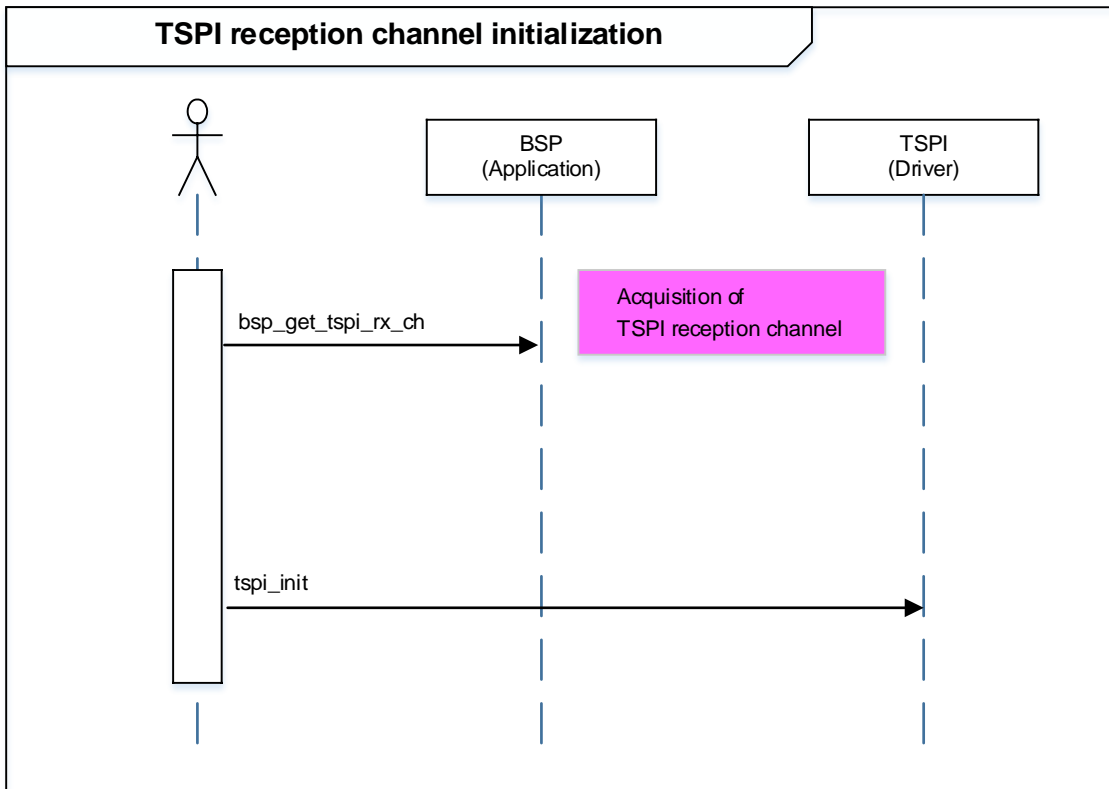 TSPI reception channel initialization
BSP
(Application)
TSPI
(Driver)
Acquisition of
TSPI reception channel
bsp_get_tspi_rx_ch
tspi_init